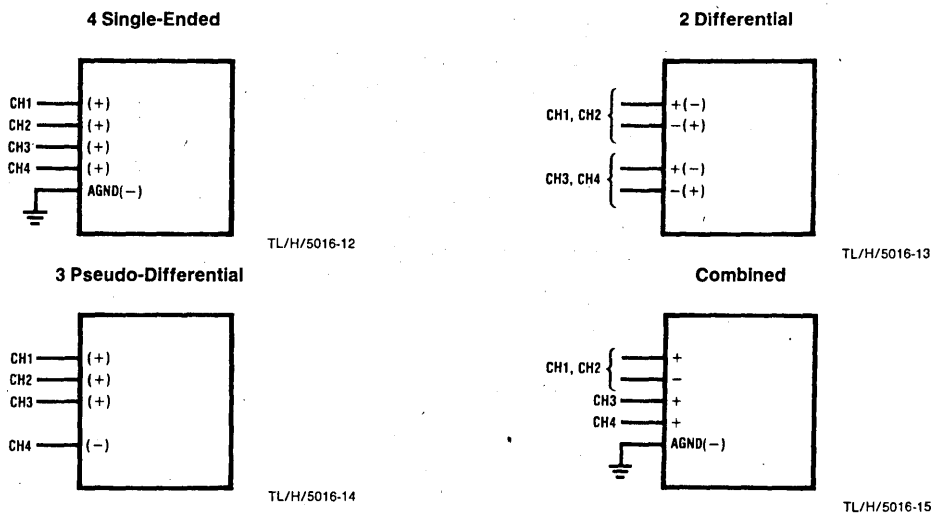 4 Single-Ended
CH1 (+)
CH2 (+)
CH3 (+)
CH4 (+)
AGND(−)
TL/H/5016-12
2 Differential
CH1, CH2
+(−)
−(+)
CH3, CH4
+(−)
−(+)
TL/H/5016-13
3 Pseudo-Differential
CH1 (+)
CH2 (+)
CH3 (+)
CH4 (−)
TL/H/5016-14
Combined
CH1, CH2
+
−
CH3 +
CH4 +
AGND(−)
TL/H/5016-15